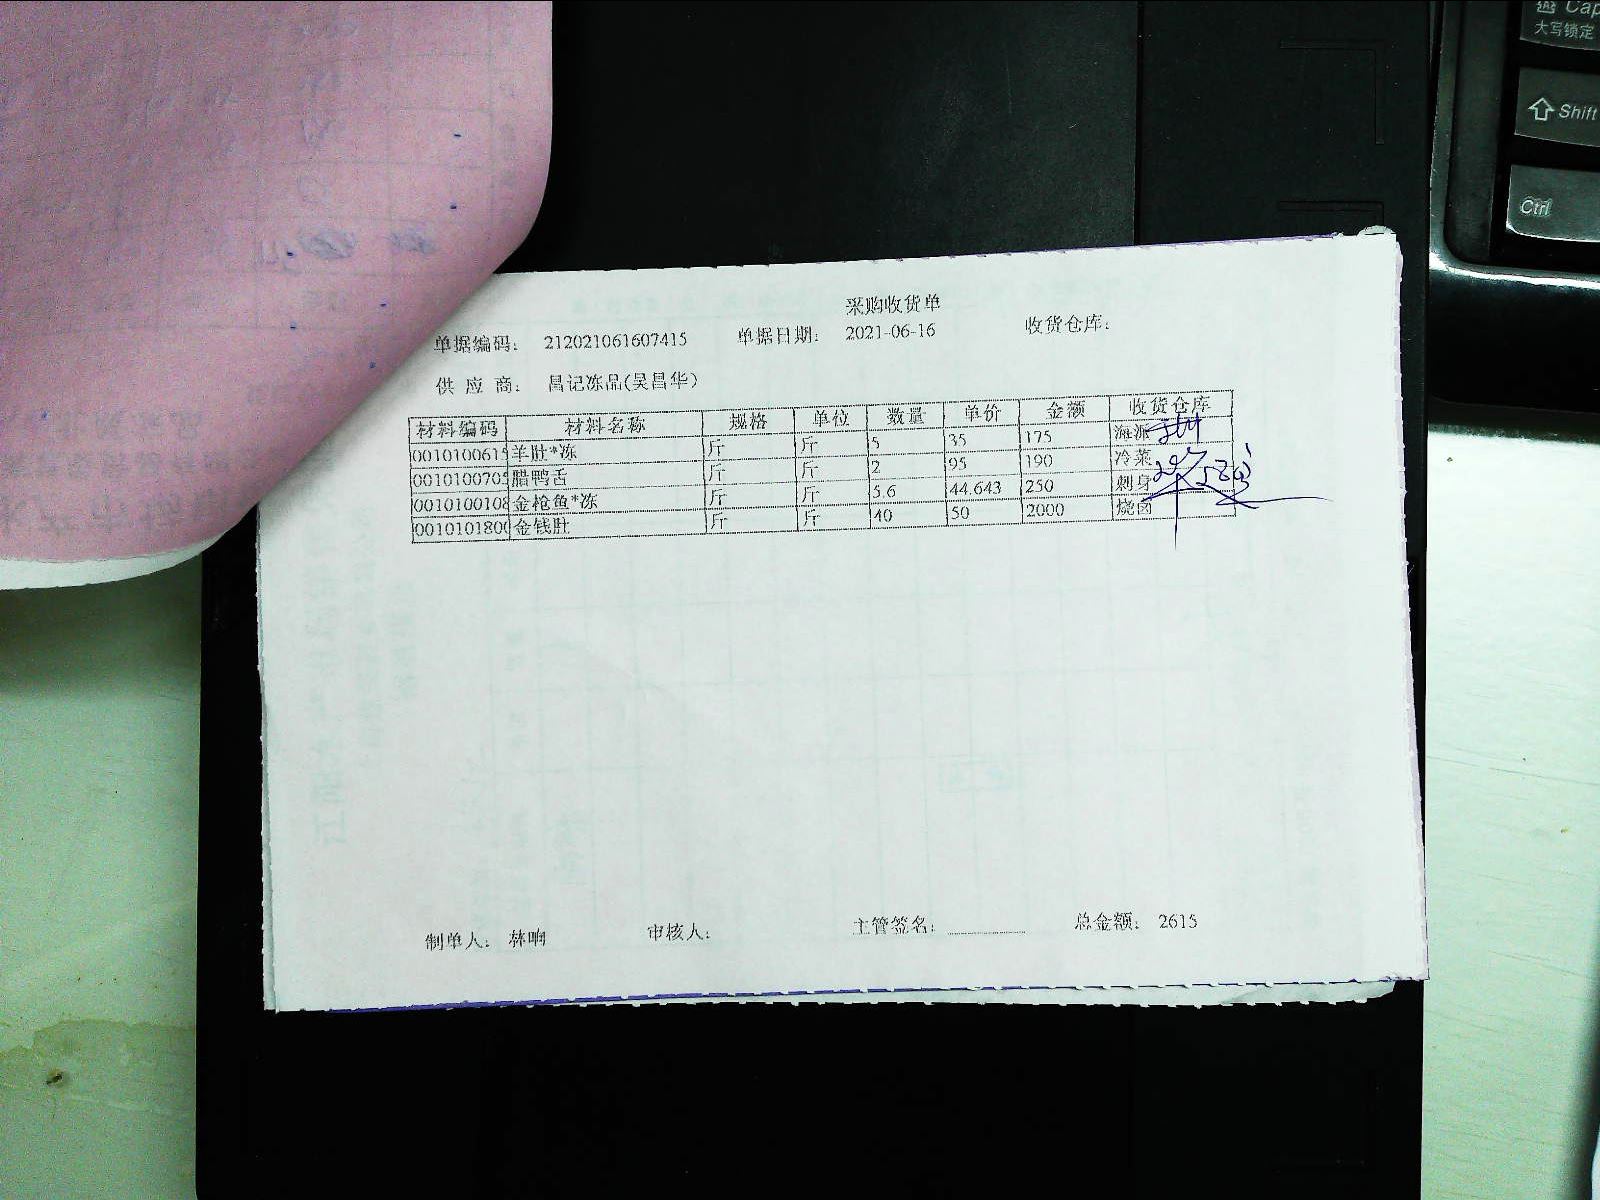 Cap
大写锁定
Shift
Ctrl
采购收货单
单据编码: 212021061607415 单据日期: 2021-06-16 收货仓库:
供 应 商: 昌记冻品(吴昌华)
材料编码 材料名称 规格 单位 数量 单价 金额 收货仓库
0010100615 羊肚*冻 斤 斤 5 35 175 海派
0010100705 腊鸭舌 斤 斤 2 95 190 冷菜
0010100108 金枪鱼*冻 斤 斤 5.6 44.643 250 刺身
001010180 金钱肚 斤 斤 40 50 2000 烧卤
制单人: 林 审核人: 主管签名: 总金额: 2615